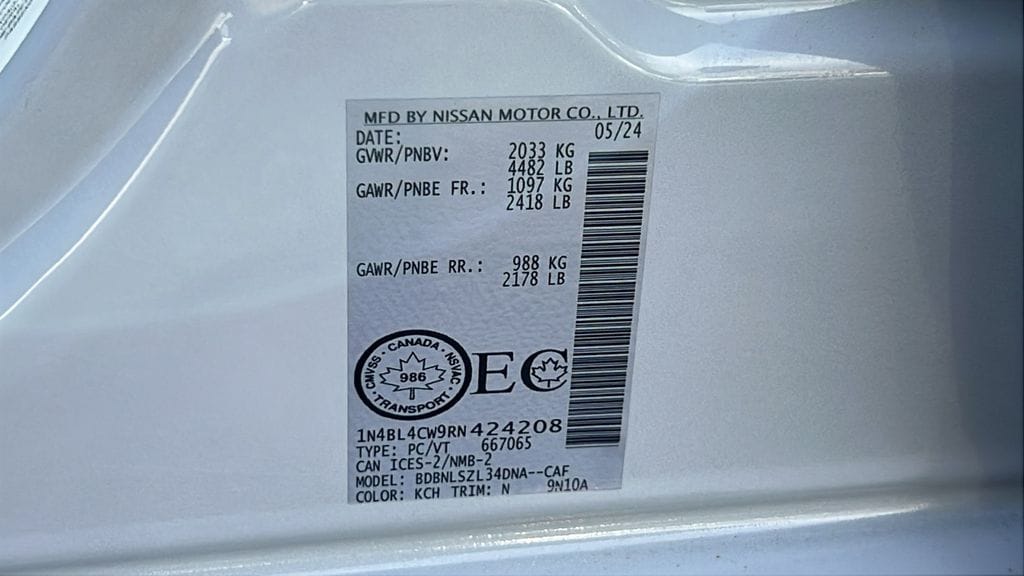 MFD BY NISSAN MOTOR CO., LTD.
DATE: 05/24
GVWR/PNBV: 2033 KG
4482 LB
GAWR/PNBE FR.: 1097 KG
2418 LB
GAWR/PNBE RR.: 988 KG
2178 LB
CMVSS · CANADA · NSVAC · TRANSPORT ·
986
EC
1N4BL4CW9RN424208
TYPE: PC/VT 667065
CAN ICES-2/NMB-2
MODEL: BDBNLSZL34DNA--CAF
COLOR: KCH TRIM: N 9N10A